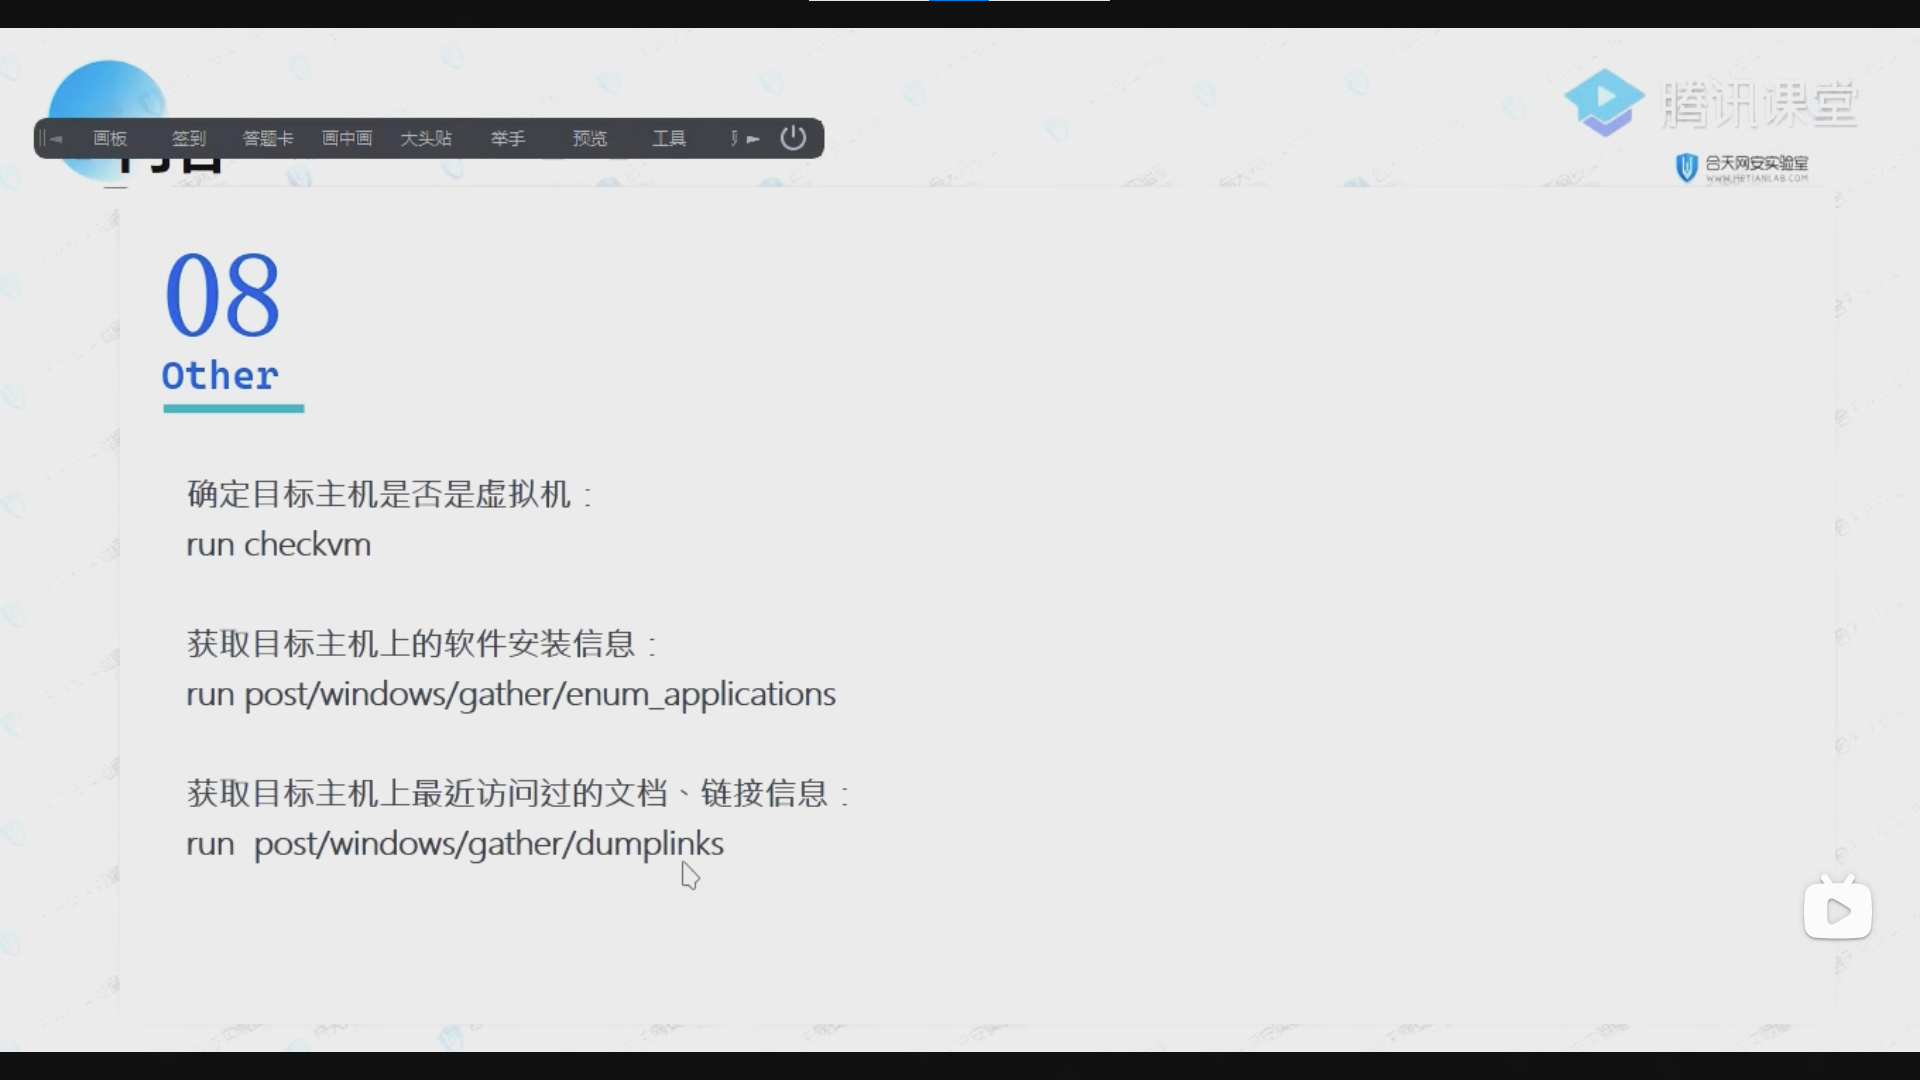 腾讯课堂
画板 签到 答题卡 画中画 大头贴 举手 预览 工具
合天网安实验室
WWW.HETIANLAB.COM
08
Other
确定目标主机是否是虚拟机：
run checkvm
获取目标主机上的软件安装信息：
run post/windows/gather/enum_applications
获取目标主机上最近访问过的文档、链接信息：
run  post/windows/gather/dumplinks